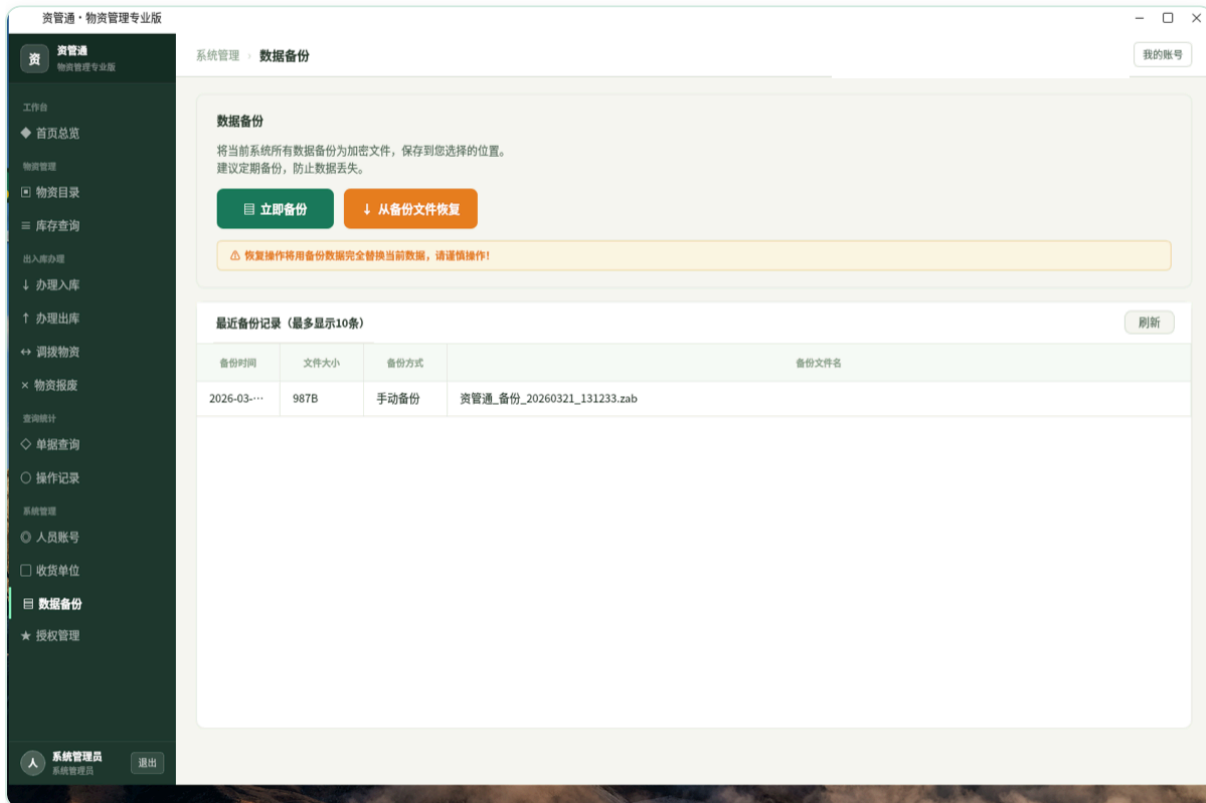 资管通・物资管理专业版
资
资管通
物资管理专业版
系统管理 › 数据备份
我的账号
工作台
首页总览
物资管理
物资目录
库存查询
出入库办理
↓ 办理入库
↑ 办理出库
↔ 调拨物资
× 物资报废
查询统计
单据查询
操作记录
系统管理
人员账号
收货单位
数据备份
★ 授权管理
人
系统管理员
系统管理员
退出
数据备份
将当前系统所有数据备份为加密文件，保存到您选择的位置。
建议定期备份，防止数据丢失。
立即备份
↓ 从备份文件恢复
⚠ 恢复操作将用备份数据完全替换当前数据，请谨慎操作！
最近备份记录（最多显示10条）
刷新
备份时间 文件大小 备份方式 备份文件名
2026-03-… 987B 手动备份 资管通_备份_20260321_131233.zab